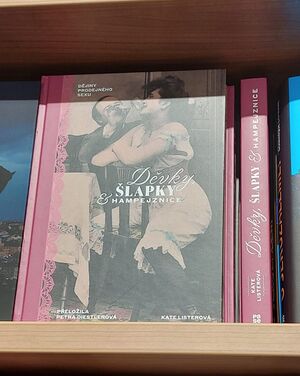 DĚJINY
PRODEJNÉHO
SEXU
Děvky,
ŠLAPKY
& HAMPEJZNICE
PŘELOŽILA
PETRA DIESTLEROVÁ
KATE LISTEROVÁ
Děvky, ŠLAPKY & HAMPEJZNICE
KATE
LISTEROVÁ